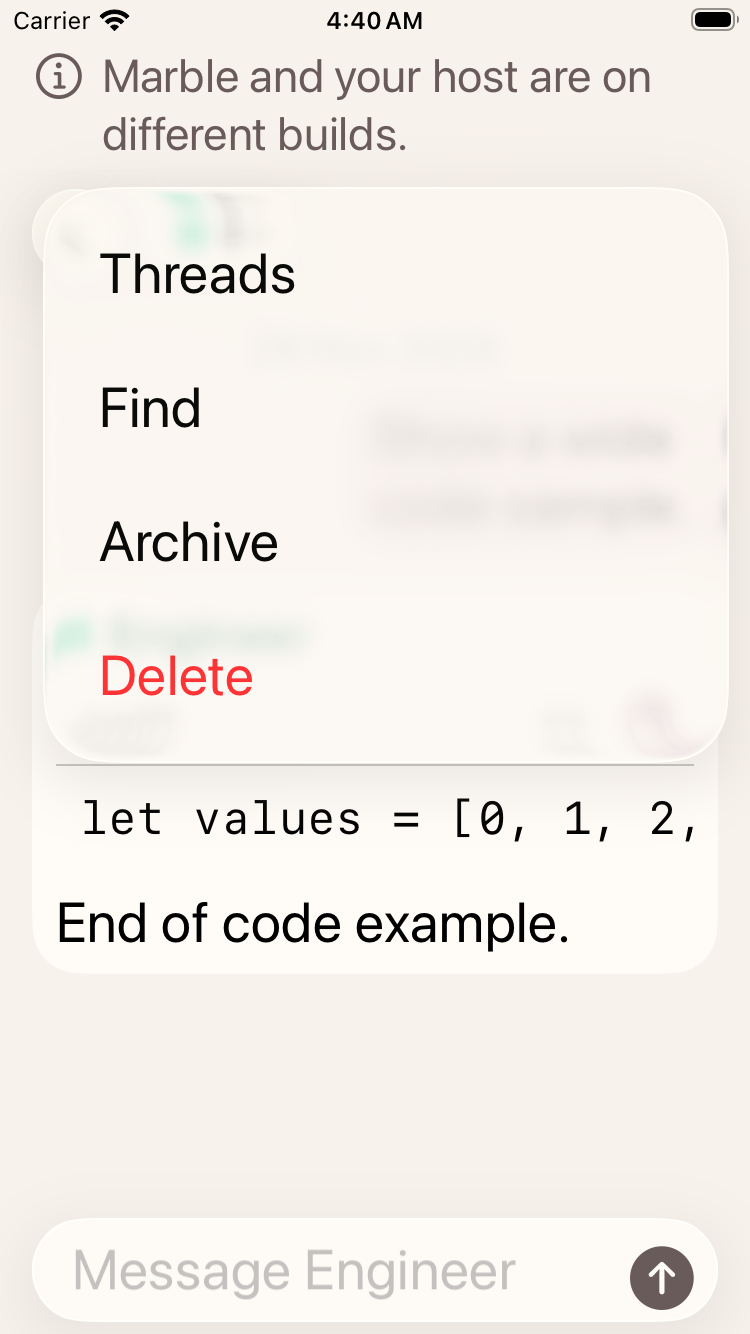 Carrier 4:40 AM
Marble and your host are on
different builds.
Threads
Find
Archive
Delete
let values = [0, 1, 2,
End of code example.
Message Engineer